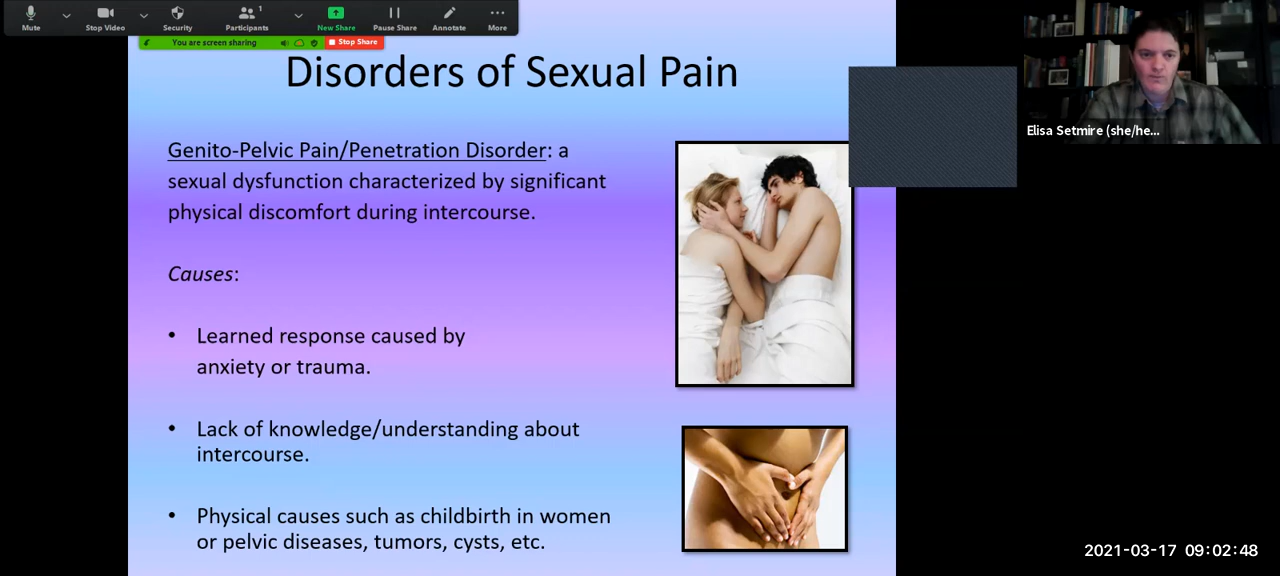 1
Mute
Stop Video
Security
Participants
New Share
Pause Share
Annotate
More
You are screen sharing
Stop Share
Disorders of Sexual Pain
Elisa Setmire (she/he...
Genito-Pelvic Pain/Penetration Disorder: a
sexual dysfunction characterized by significant
physical discomfort during intercourse.
Causes:
• Learned response caused by
anxiety or trauma.
• Lack of knowledge/understanding about
intercourse.
• Physical causes such as childbirth in women
or pelvic diseases, tumors, cysts, etc.
2021-03-17 09:02:48